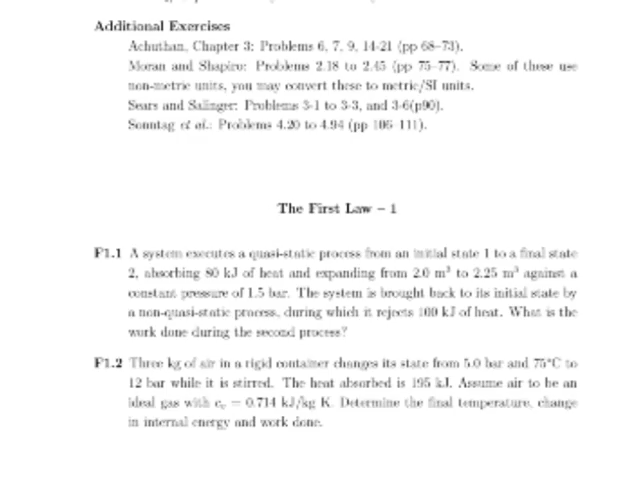 Additional Exercises
Achuthan, Chapter 3: Problems 6, 7, 9, 14-21 (pp 68–73).
Moran and Shapiro: Problems 2.18 to 2.45 (pp 75–77). Some of these use
non-metric units, you may convert these to metric/SI units.
Sears and Salinger: Problems 3-1 to 3-3, and 3-6(p90).
Sonntag et al.: Problems 4.20 to 4.94 (pp 106–111).
The First Law – 1
F1.1 A system executes a quasi-static process from an initial state 1 to a final state
2, absorbing 80 kJ of heat and expanding from 2.0 m³ to 2.25 m³ against a
constant pressure of 1.5 bar. The system is brought back to its initial state by
a non-quasi-static process, during which it rejects 100 kJ of heat. What is the
work done during the second process?
F1.2 Three kg of air in a rigid container changes its state from 5.0 bar and 75°C to
12 bar while it is stirred. The heat absorbed is 195 kJ. Assume air to be an
ideal gas with cᵥ = 0.714 kJ/kg K. Determine the final temperature, change
in internal energy and work done.